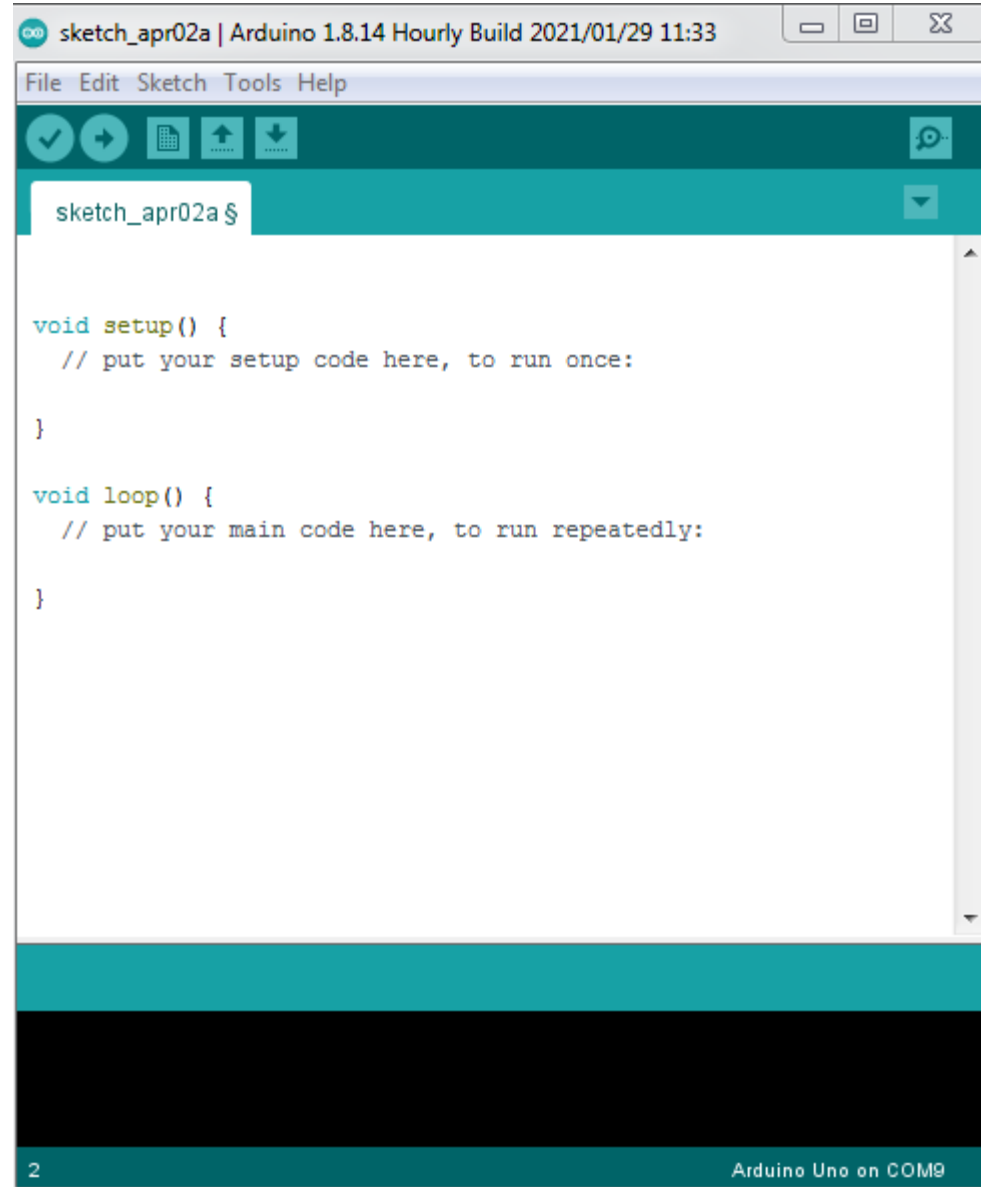 sketch_apr02a | Arduino 1.8.14 Hourly Build 2021/01/29 11:33
File Edit Sketch Tools Help
sketch_apr02a §
void setup() {
  // put your setup code here, to run once:
}
void loop() {
  // put your main code here, to run repeatedly:
}
2
Arduino Uno on COM9